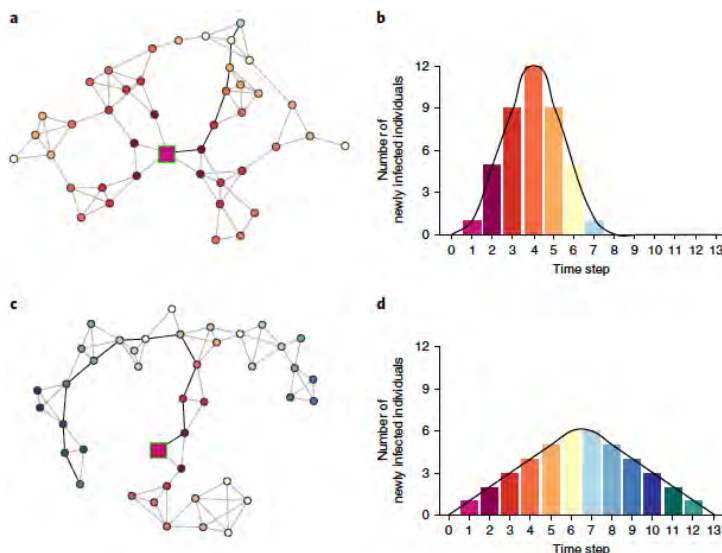 a
b
Number of
newly infected individuals
12
9
6
3
0
0 1 2 3 4 5 6 7 8 9 10 11 12 13
Time step
c
d
Number of
newly infected individuals
12
9
6
3
0
0 1 2 3 4 5 6 7 8 9 10 11 12 13
Time step